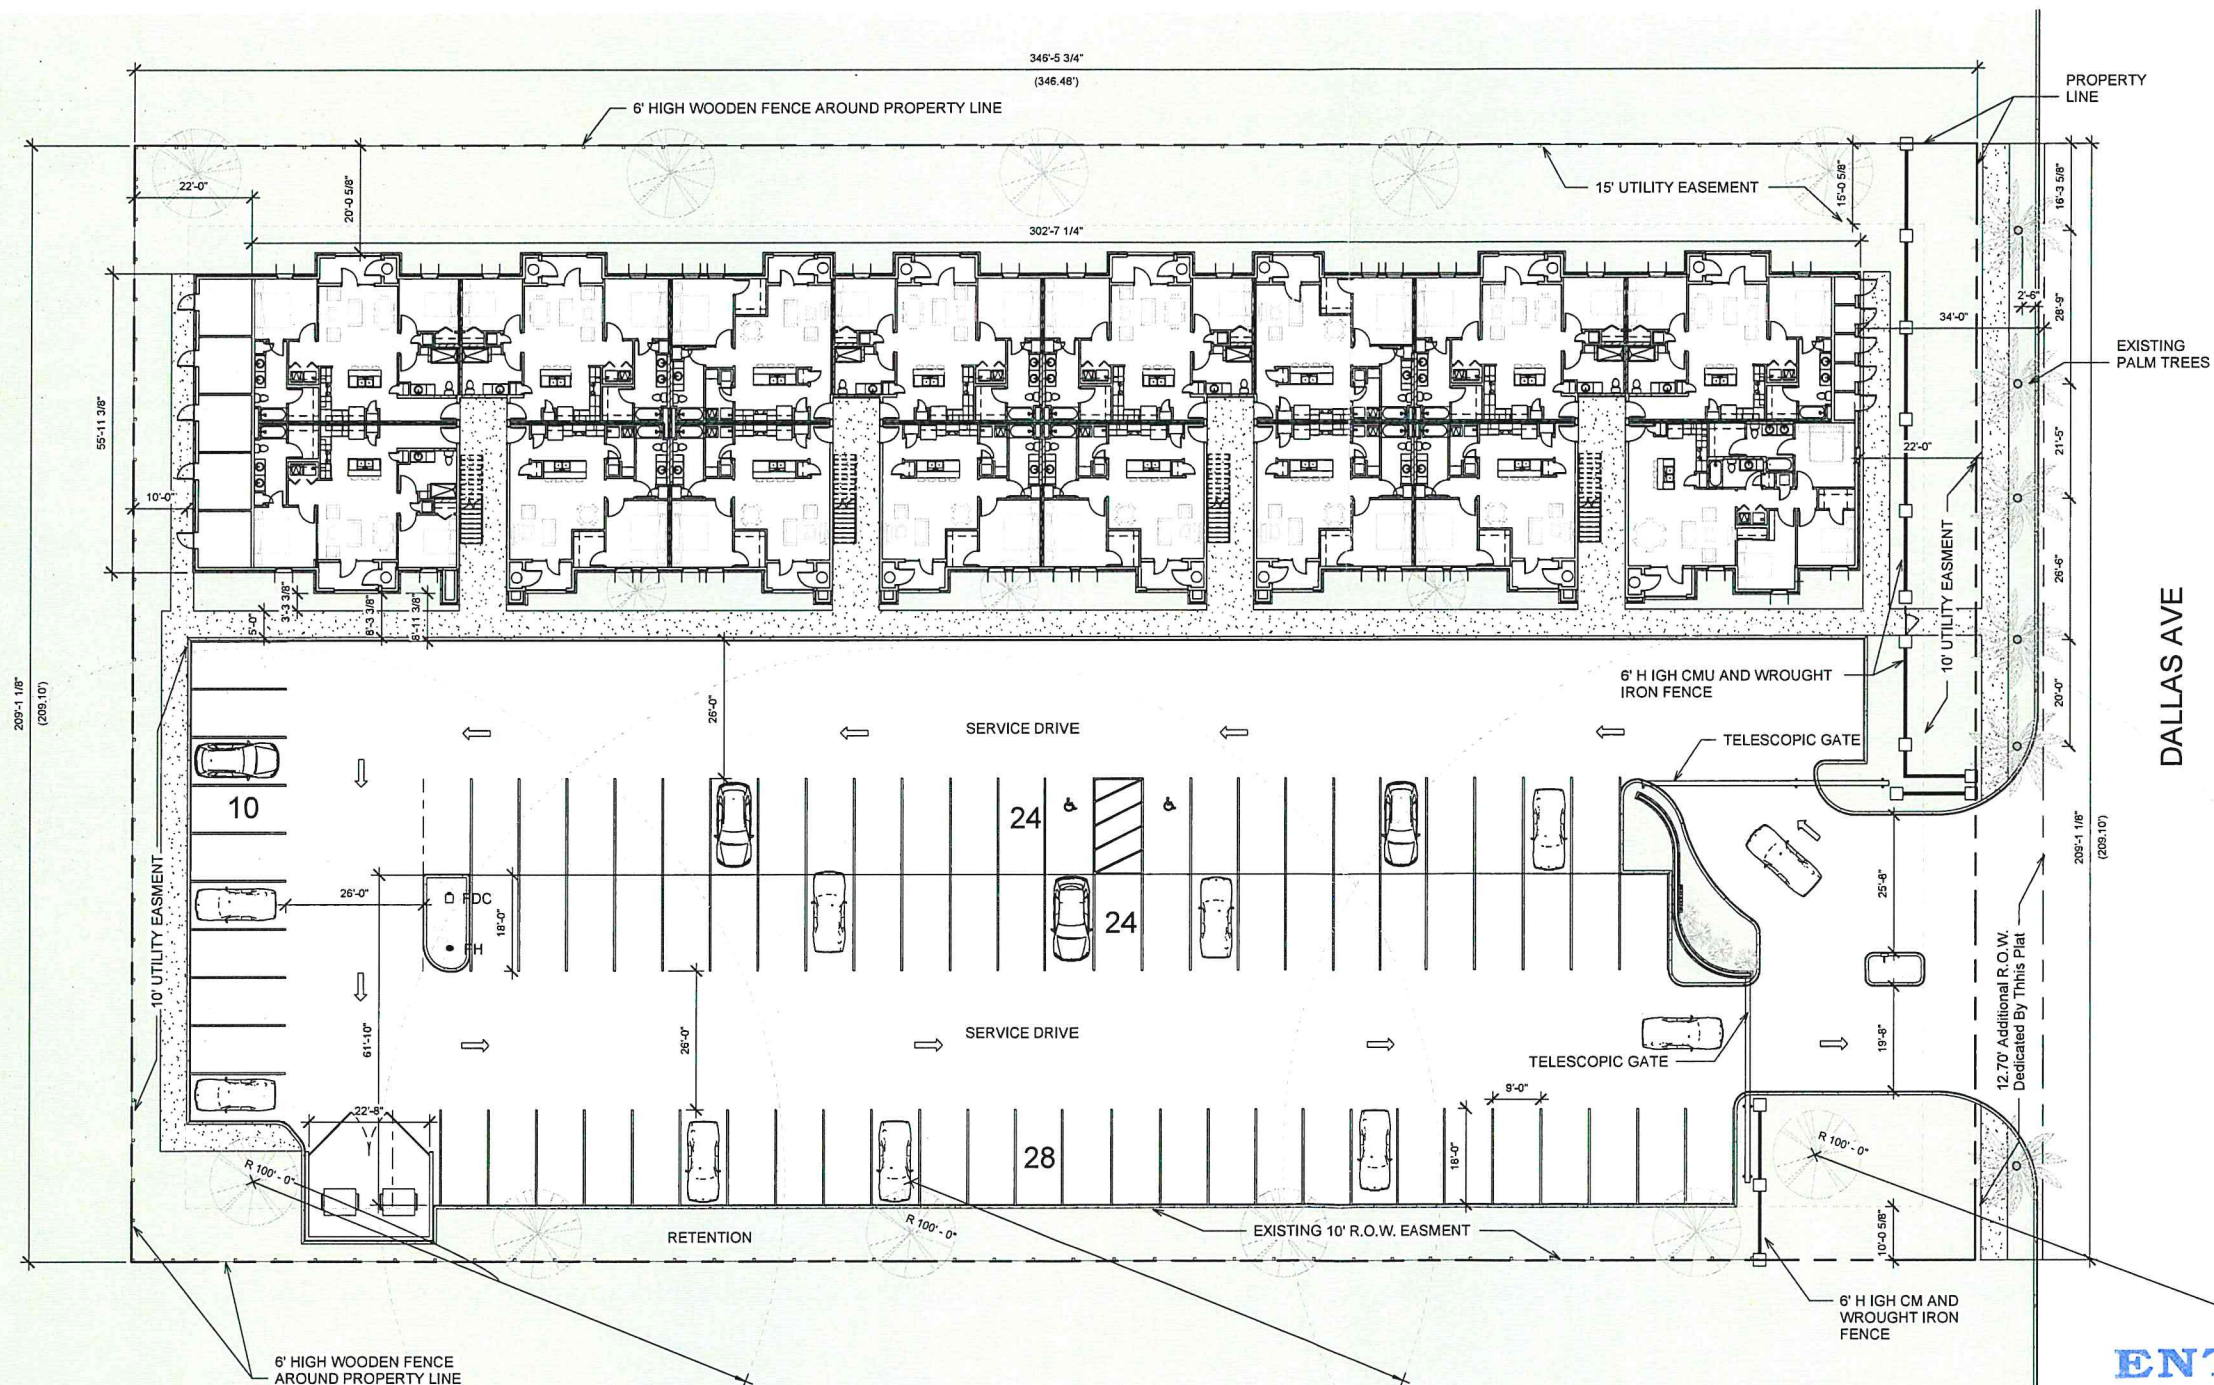 346'-5 3/4"
(346.48')
6' HIGH WOODEN FENCE AROUND PROPERTY LINE
PROPERTY
LINE
22'-0"
20'-0 5/8"
15' UTILITY EASEMENT
15'-0 5/8"
16'-3 5/8"
302'-7 1/4"
2'-6"
28'-9"
34'-0"
EXISTING
PALM TREES
55'-11 3/8"
21'-5"
22'-0"
10'-0"
10' UTILITY EASMENT
26'-6"
DALLAS AVE
5'-0"
3'-3 3/8"
8'-3 3/8"
8'-11 3/8"
209'-1 1/8"
(209.10')
6' H IGH CMU AND WROUGHT
IRON FENCE
20'-0"
26'-0"
SERVICE DRIVE
TELESCOPIC GATE
10
24
209'-1 1/8"
(209.10')
10' UTILITY EASMENT
26'-0"
FDC
FH
18'-0"
24
25'-8"
12.70' Additional R.O.W.
Dedicated By Thhis Plat
61'-10"
26'-0"
SERVICE DRIVE
19'-8"
TELESCOPIC GATE
9'-0"
22'-8"
28
18'-0"
R 100' - 0"
R 100' - 0"
R 100' - 0"
RETENTION
EXISTING 10' R.O.W. EASMENT
10'-0 5/8"
6' H IGH CM AND
WROUGHT IRON
FENCE
6' HIGH WOODEN FENCE
AROUND PROPERTY LINE
ENT